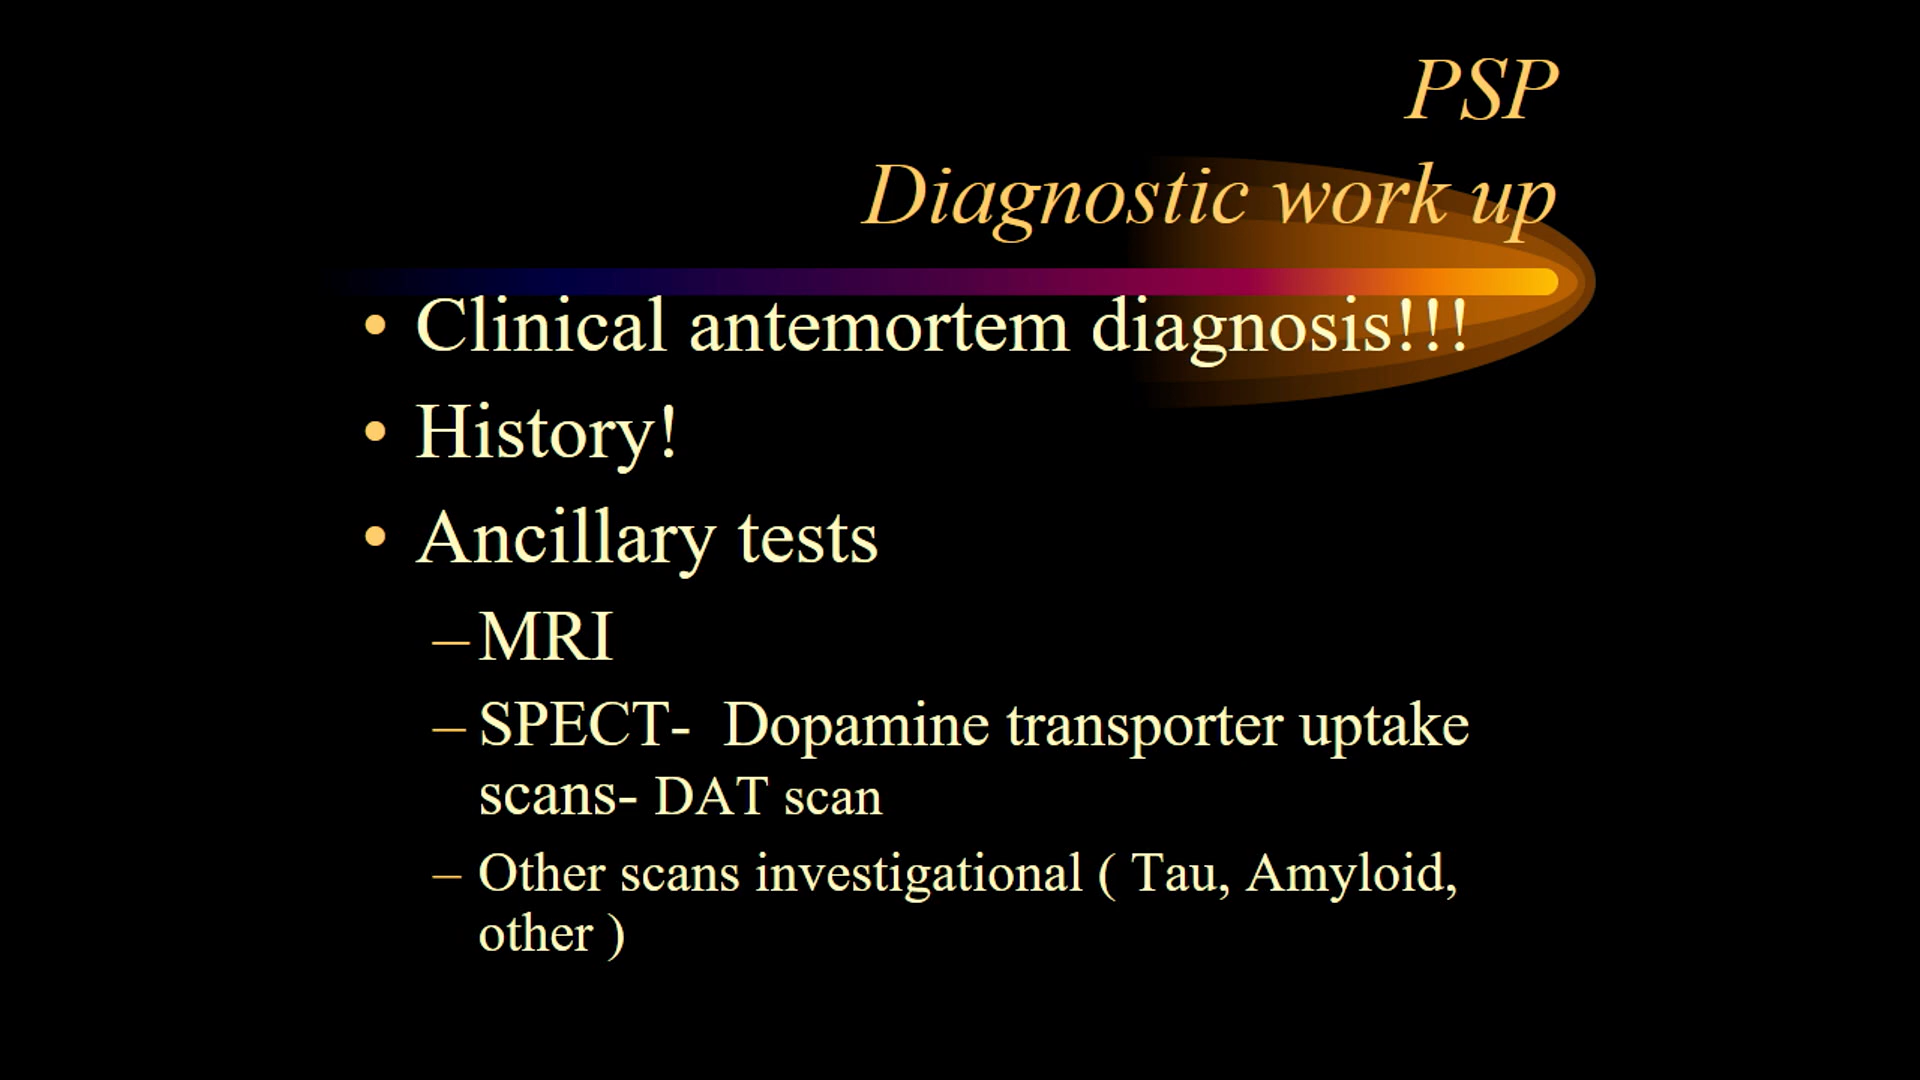 PSP
Diagnostic work up
• Clinical antemortem diagnosis!!!
• History!
• Ancillary tests
– MRI
– SPECT-  Dopamine transporter uptake
scans- DAT scan
– Other scans investigational ( Tau, Amyloid,
other )